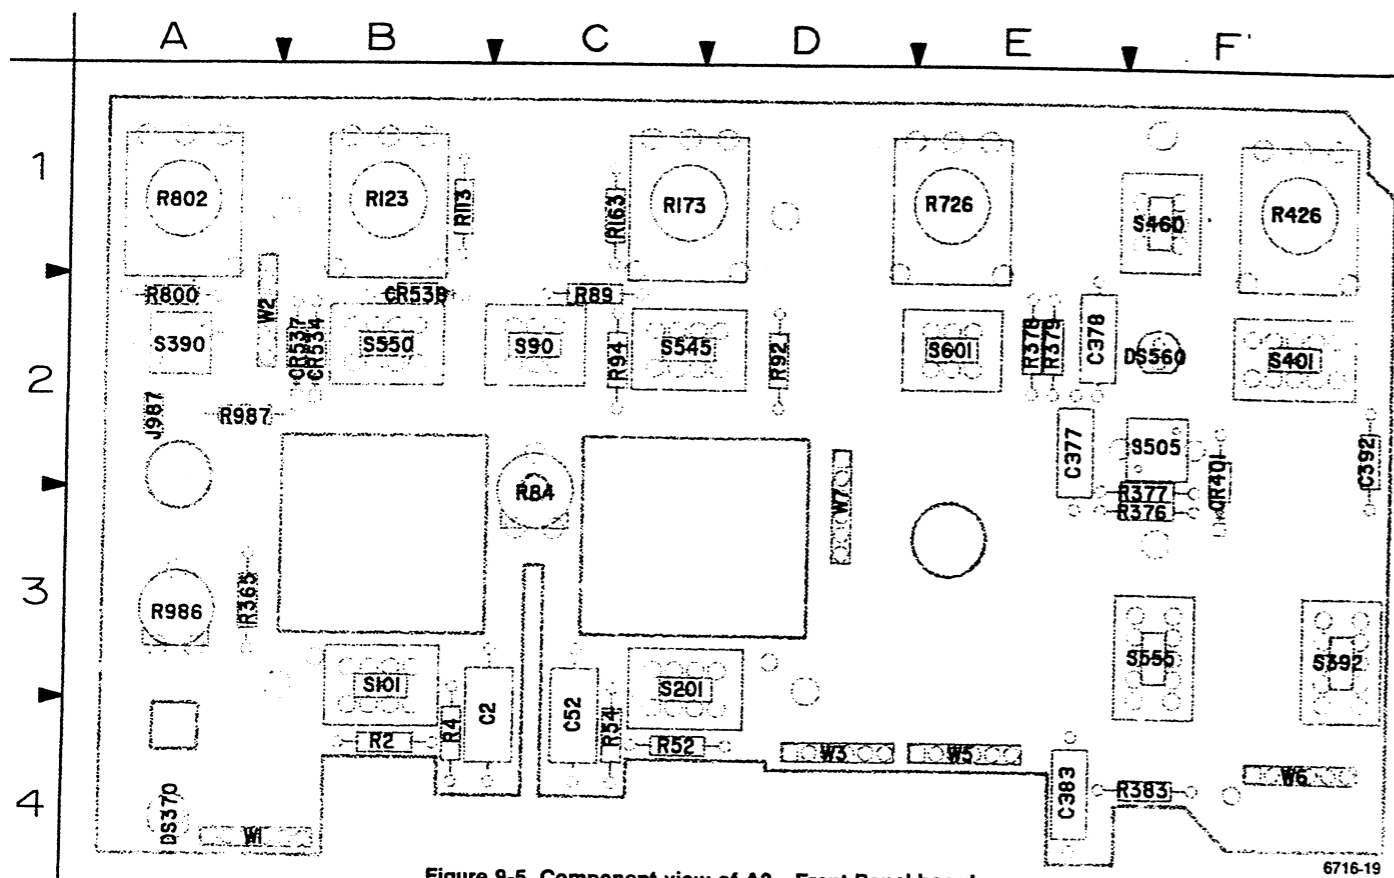 A B C D E F
1
R802
R123
R113
R163
R173
R726
S460
R426
R800
W2
CR538
R89
S390
CR537
CR534
S550
S90
R94
S545
R92
S601
R378
R379
C378
DS560
S401
2
J987
R987
C377
S505
CR401
C392
R84
W7
R377
R376
3
R986
R365
S555
S392
S101
S201
R2
R4
C2
C52
R54
R52
W3
W5
C383
R383
W6
4
DS370
W1
6716-19
Figure 9-5. Component view of A2—Front Panel board.